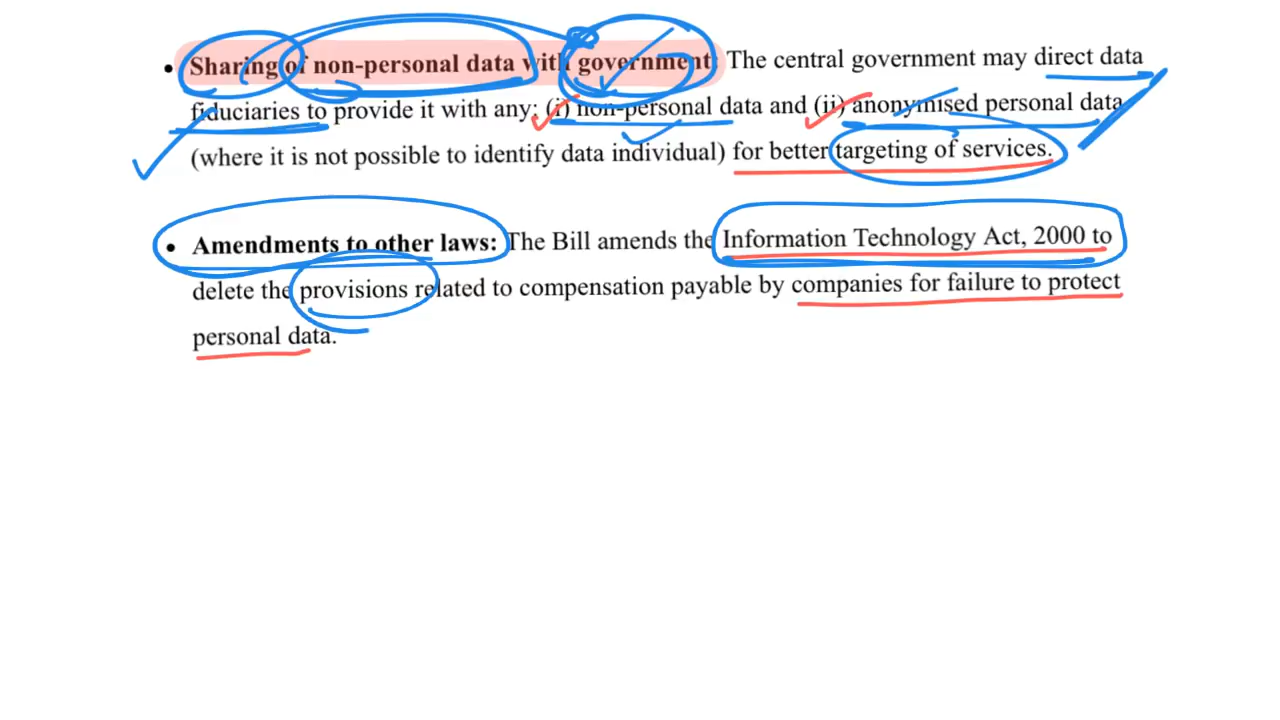 • Sharing of non-personal data with government: The central government may direct data
fiduciaries to provide it with any: (i) non-personal data and (ii) anonymised personal data
(where it is not possible to identify data individual) for better targeting of services.
• Amendments to other laws: The Bill amends the Information Technology Act, 2000 to
delete the provisions related to compensation payable by companies for failure to protect
personal data.